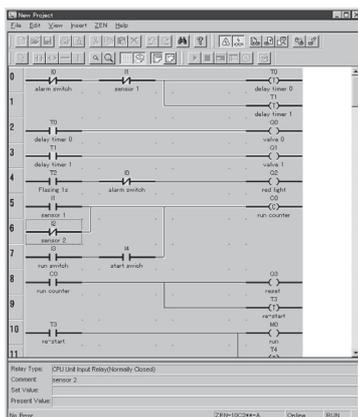 New Project
File Edit View Insert ZEN Help
0
I0 I1 T0
(T)
alarm switch sensor 1 delay timer 0
1
T1
(T)
delay timer 1
2
T0 Q0
delay timer 0 valve 0
3
T1 Q1
delay timer 1 valve 1
4
T2 I0 Q2
Flasing 1s alarm switch red light
5
I1 C0
(C)
sensor 1 run counter
6
I2
sensor 2
7
I3 I4
run switch start swich
8
C0 Q3
run counter reset
9
T3
(T)
re-start
10
T3 M0
re-start run
11
T4
Relay Type: CPU Unit Input Relay(Normally Closed)
Comment: sensor 2
Set Value:
Present Value:
No Error ZEN-10C2**-A Online RUN